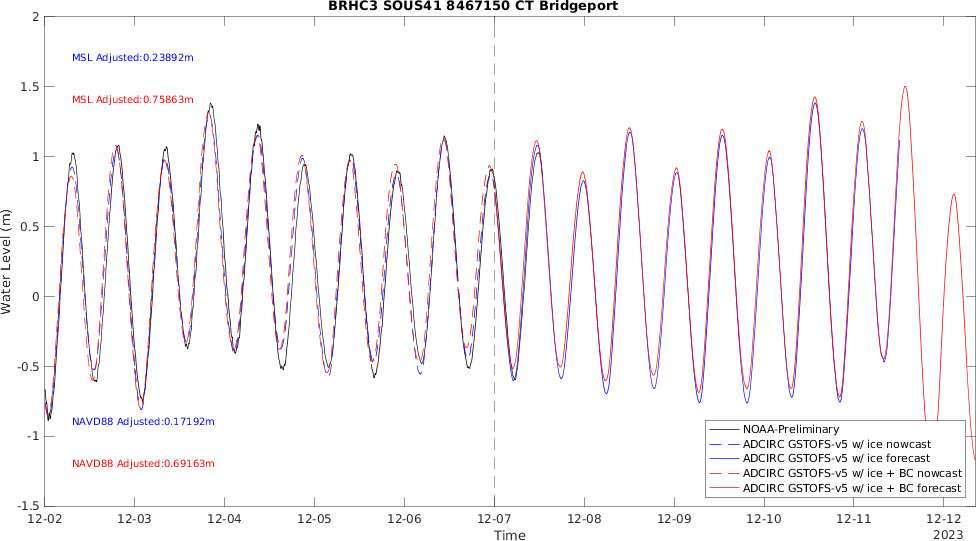 BRHC3 SOUS41 8467150 CT Bridgeport
2
1.5
1
0.5
0
-0.5
-1
-1.5
Water Level (m)
MSL Adjusted:0.23892m
MSL Adjusted:0.75863m
NAVD88 Adjusted:0.17192m
NAVD88 Adjusted:0.69163m
NOAA-Preliminary
ADCIRC GSTOFS-v5 w/ ice nowcast
ADCIRC GSTOFS-v5 w/ ice forecast
ADCIRC GSTOFS-v5 w/ ice + BC nowcast
ADCIRC GSTOFS-v5 w/ ice + BC forecast
12-02 12-03 12-04 12-05 12-06 12-07 12-08 12-09 12-10 12-11 12-12
Time
2023